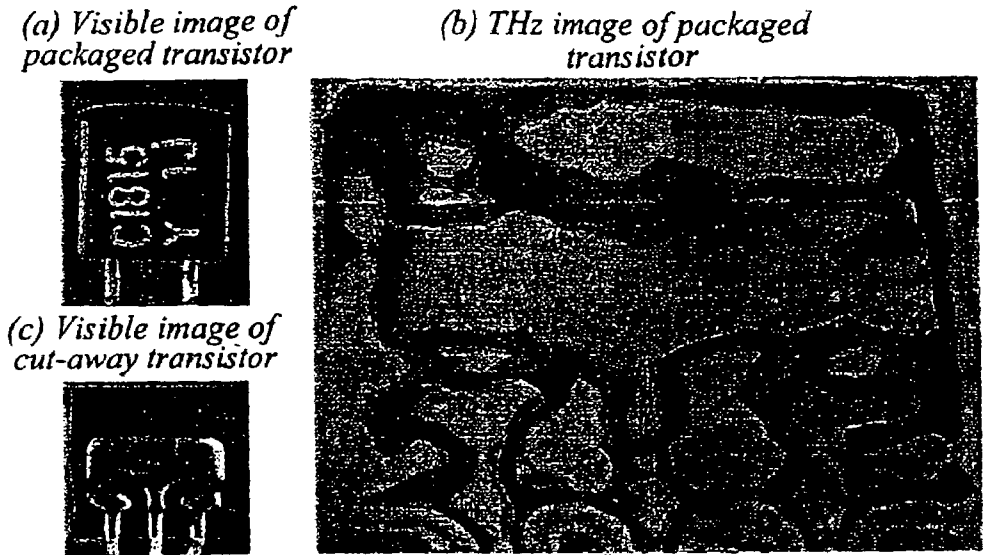 (a) Visible image of
packaged transistor
(b) THz image of packaged
transistor
C1815
Y
(c) Visible image of
cut-away transistor